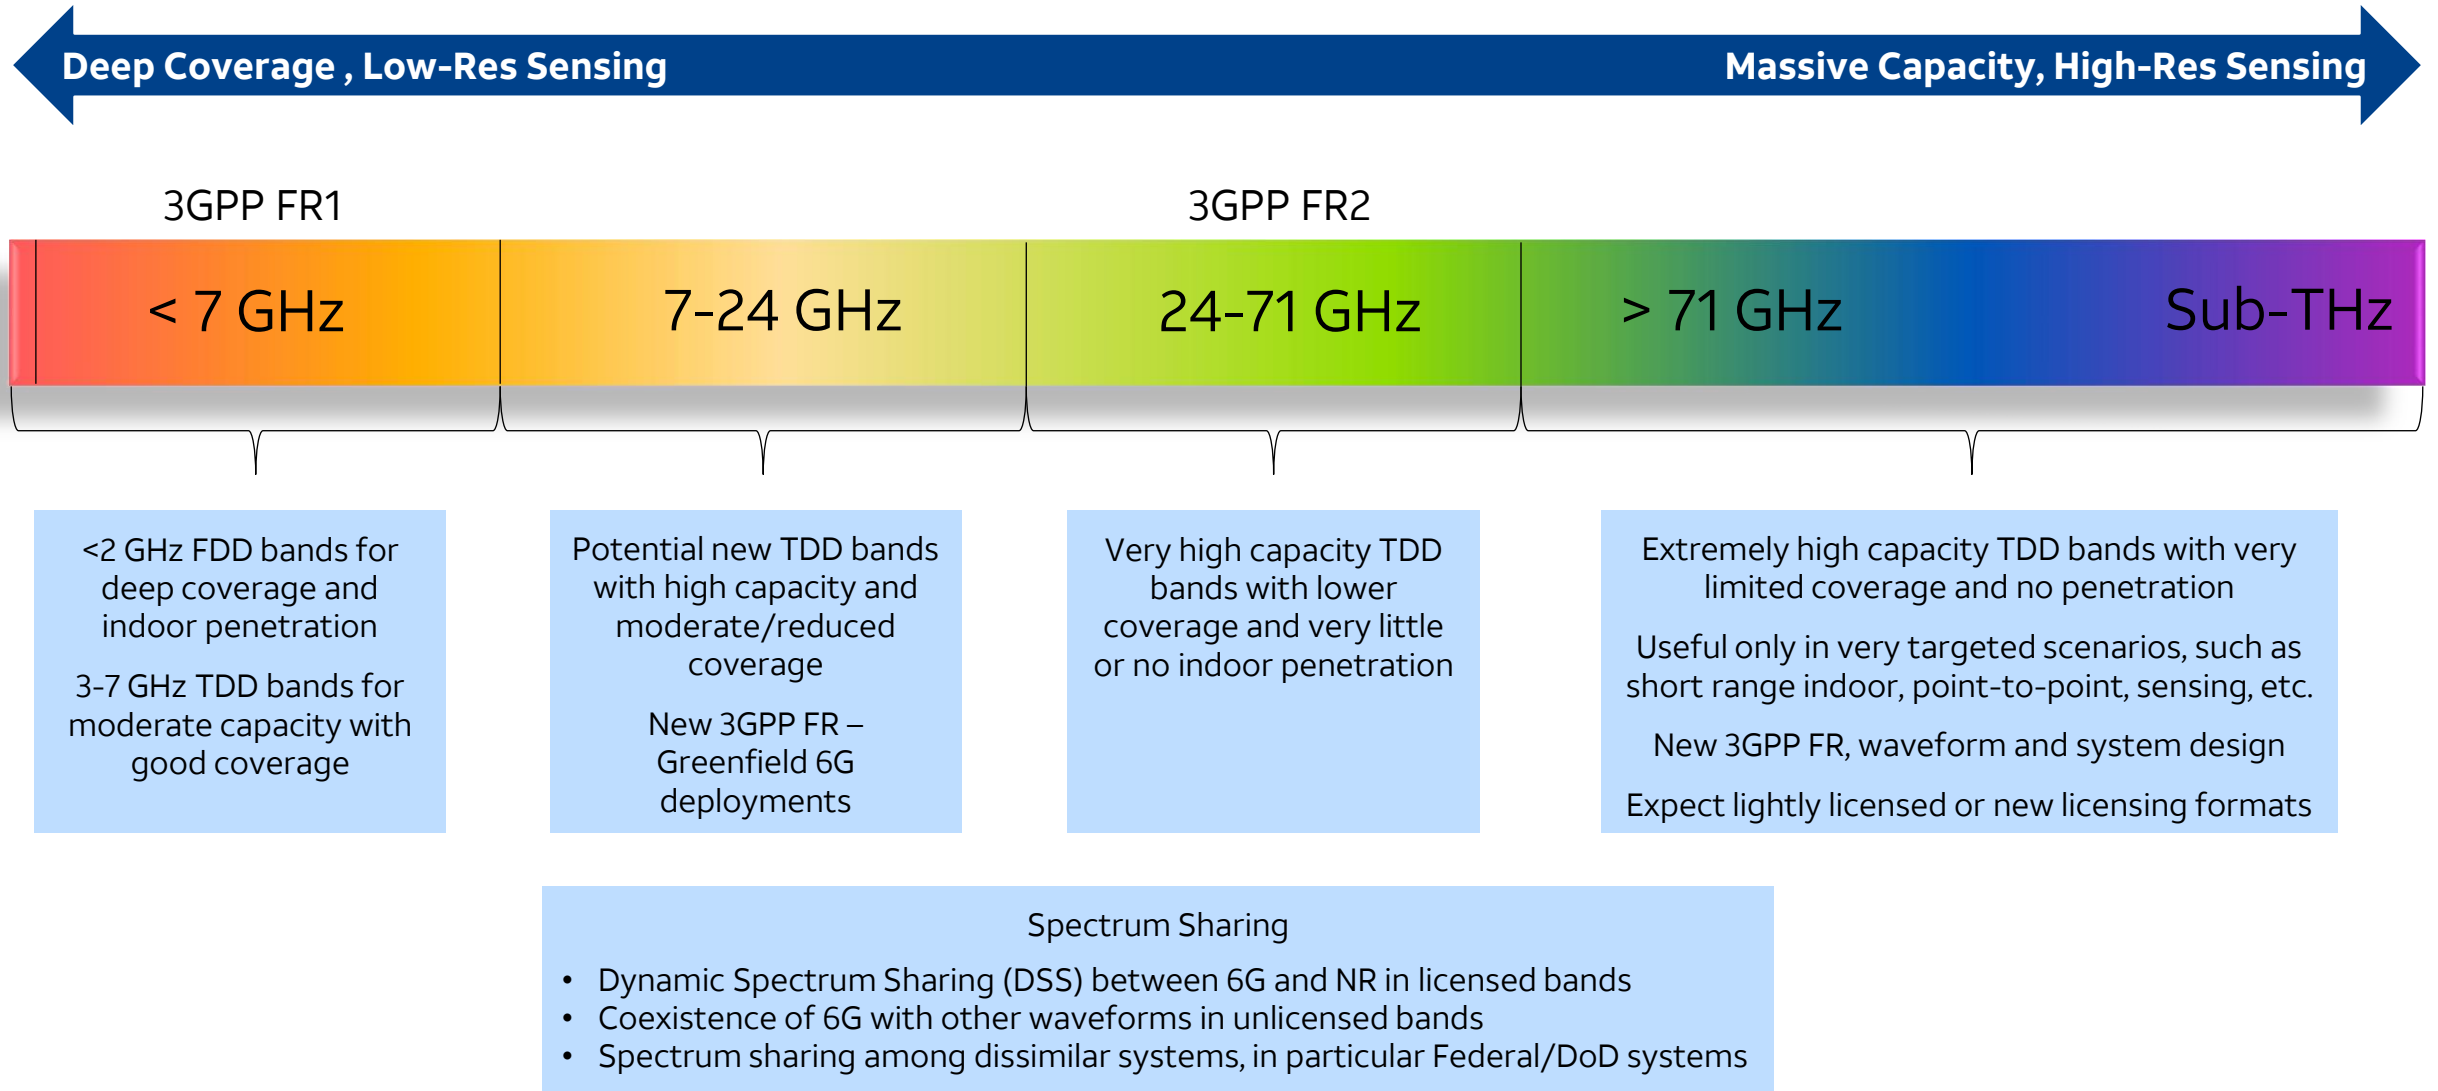 Deep Coverage , Low-Res Sensing
Massive Capacity, High-Res Sensing
3GPP FR1
3GPP FR2
< 7 GHz
7-24 GHz
24-71 GHz
> 71 GHz
Sub-THz
<2 GHz FDD bands for
deep coverage and
indoor penetration
3-7 GHz TDD bands for
moderate capacity with
good coverage
Potential new TDD bands
with high capacity and
moderate/reduced
coverage
New 3GPP FR –
Greenfield 6G
deployments
Very high capacity TDD
bands with lower
coverage and very little
or no indoor penetration
Extremely high capacity TDD bands with very
limited coverage and no penetration
Useful only in very targeted scenarios, such as
short range indoor, point-to-point, sensing, etc.
New 3GPP FR, waveform and system design
Expect lightly licensed or new licensing formats
Spectrum Sharing
• Dynamic Spectrum Sharing (DSS) between 6G and NR in licensed bands
• Coexistence of 6G with other waveforms in unlicensed bands
• Spectrum sharing among dissimilar systems, in particular Federal/DoD systems